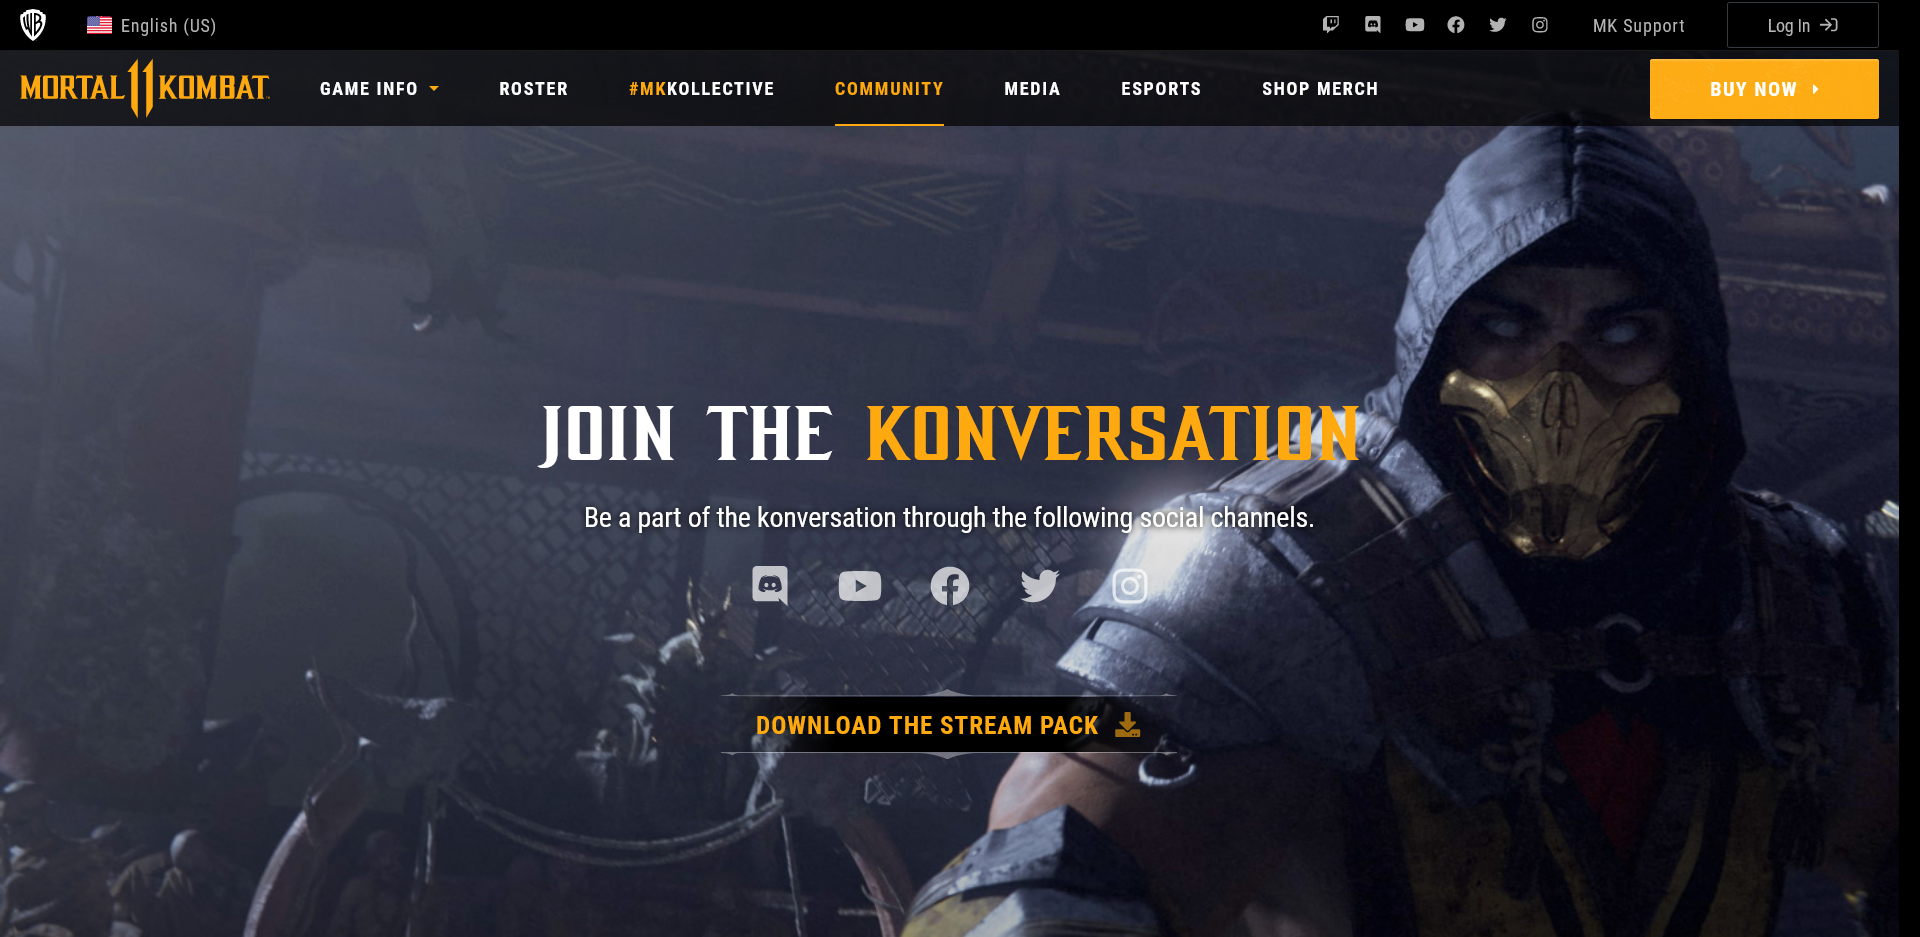 English (US)
MK Support
Log In
MORTAL 11 KOMBAT
GAME INFO
ROSTER
#MKKOLLECTIVE
COMMUNITY
MEDIA
ESPORTS
SHOP MERCH
BUY NOW
JOIN THE KONVERSATION
Be a part of the konversation through the following social channels.
DOWNLOAD THE STREAM PACK